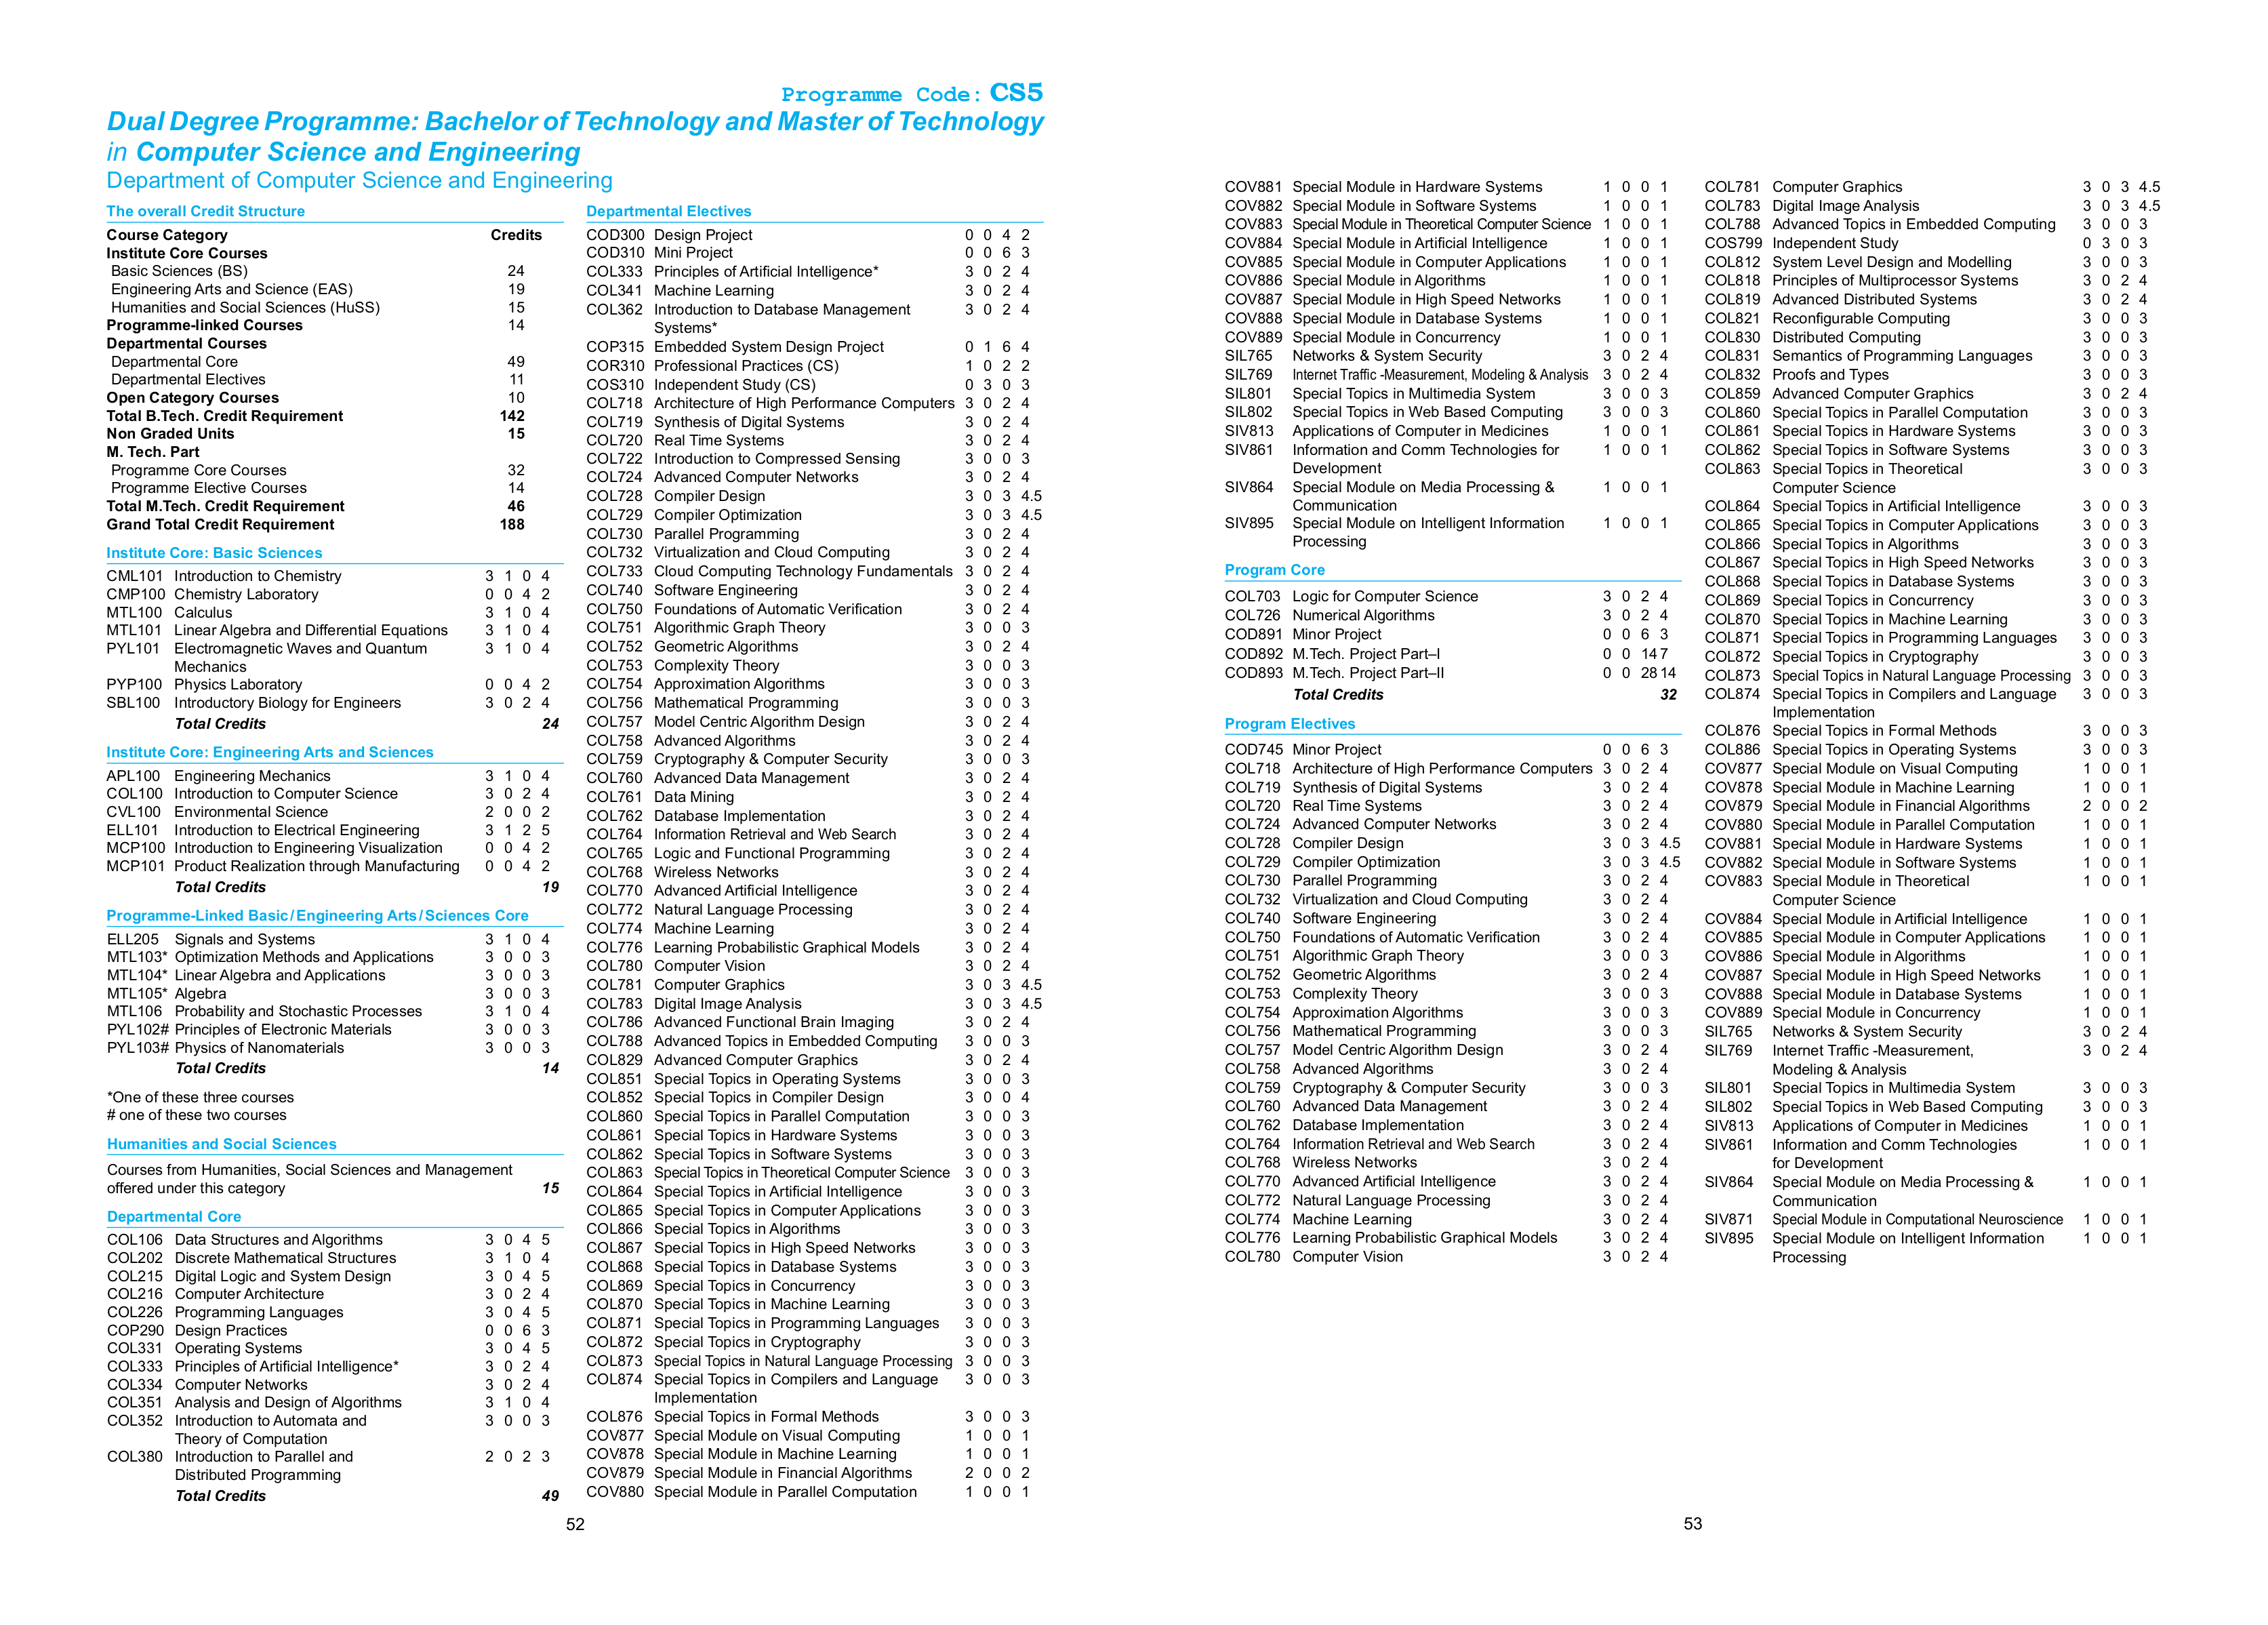 Programme Code: CS5
Dual Degree Programme: Bachelor of Technology and Master of Technology
in Computer Science and Engineering
Department of Computer Science and Engineering
The overall Credit Structure
Course Category Credits
Institute Core Courses
Basic Sciences (BS) 24
Engineering Arts and Science (EAS) 19
Humanities and Social Sciences (HuSS) 15
Programme-linked Courses 14
Departmental Courses
Departmental Core 49
Departmental Electives 11
Open Category Courses 10
Total B.Tech. Credit Requirement 142
Non Graded Units 15
M. Tech. Part
Programme Core Courses 32
Programme Elective Courses 14
Total M.Tech. Credit Requirement 46
Grand Total Credit Requirement 188
Institute Core: Basic Sciences
CML101 Introduction to Chemistry 3 1 0 4
CMP100 Chemistry Laboratory 0 0 4 2
MTL100 Calculus 3 1 0 4
MTL101 Linear Algebra and Differential Equations 3 1 0 4
PYL101 Electromagnetic Waves and Quantum 3 1 0 4
Mechanics
PYP100 Physics Laboratory 0 0 4 2
SBL100 Introductory Biology for Engineers 3 0 2 4
Total Credits 24
Institute Core: Engineering Arts and Sciences
APL100 Engineering Mechanics 3 1 0 4
COL100 Introduction to Computer Science 3 0 2 4
CVL100 Environmental Science 2 0 0 2
ELL101 Introduction to Electrical Engineering 3 1 2 5
MCP100 Introduction to Engineering Visualization 0 0 4 2
MCP101 Product Realization through Manufacturing 0 0 4 2
Total Credits 19
Programme-Linked Basic/Engineering Arts/Sciences Core
ELL205 Signals and Systems 3 1 0 4
MTL103* Optimization Methods and Applications 3 0 0 3
MTL104* Linear Algebra and Applications 3 0 0 3
MTL105* Algebra 3 0 0 3
MTL106 Probability and Stochastic Processes 3 1 0 4
PYL102# Principles of Electronic Materials 3 0 0 3
PYL103# Physics of Nanomaterials 3 0 0 3
Total Credits 14
*One of these three courses
# one of these two courses
Humanities and Social Sciences
Courses from Humanities, Social Sciences and Management
offered under this category 15
Departmental Core
COL106 Data Structures and Algorithms 3 0 4 5
COL202 Discrete Mathematical Structures 3 1 0 4
COL215 Digital Logic and System Design 3 0 4 5
COL216 Computer Architecture 3 0 2 4
COL226 Programming Languages 3 0 4 5
COP290 Design Practices 0 0 6 3
COL331 Operating Systems 3 0 4 5
COL333 Principles of Artificial Intelligence* 3 0 2 4
COL334 Computer Networks 3 0 2 4
COL351 Analysis and Design of Algorithms 3 1 0 4
COL352 Introduction to Automata and 3 0 0 3
Theory of Computation
COL380 Introduction to Parallel and 2 0 2 3
Distributed Programming
Total Credits 49
Departmental Electives
COD300 Design Project 0 0 4 2
COD310 Mini Project 0 0 6 3
COL333 Principles of Artificial Intelligence* 3 0 2 4
COL341 Machine Learning 3 0 2 4
COL362 Introduction to Database Management 3 0 2 4
Systems*
COP315 Embedded System Design Project 0 1 6 4
COR310 Professional Practices (CS) 1 0 2 2
COS310 Independent Study (CS) 0 3 0 3
COL718 Architecture of High Performance Computers 3 0 2 4
COL719 Synthesis of Digital Systems 3 0 2 4
COL720 Real Time Systems 3 0 2 4
COL722 Introduction to Compressed Sensing 3 0 0 3
COL724 Advanced Computer Networks 3 0 2 4
COL728 Compiler Design 3 0 3 4.5
COL729 Compiler Optimization 3 0 3 4.5
COL730 Parallel Programming 3 0 2 4
COL732 Virtualization and Cloud Computing 3 0 2 4
COL733 Cloud Computing Technology Fundamentals 3 0 2 4
COL740 Software Engineering 3 0 2 4
COL750 Foundations of Automatic Verification 3 0 2 4
COL751 Algorithmic Graph Theory 3 0 0 3
COL752 Geometric Algorithms 3 0 2 4
COL753 Complexity Theory 3 0 0 3
COL754 Approximation Algorithms 3 0 0 3
COL756 Mathematical Programming 3 0 0 3
COL757 Model Centric Algorithm Design 3 0 2 4
COL758 Advanced Algorithms 3 0 2 4
COL759 Cryptography & Computer Security 3 0 0 3
COL760 Advanced Data Management 3 0 2 4
COL761 Data Mining 3 0 2 4
COL762 Database Implementation 3 0 2 4
COL764 Information Retrieval and Web Search 3 0 2 4
COL765 Logic and Functional Programming 3 0 2 4
COL768 Wireless Networks 3 0 2 4
COL770 Advanced Artificial Intelligence 3 0 2 4
COL772 Natural Language Processing 3 0 2 4
COL774 Machine Learning 3 0 2 4
COL776 Learning Probabilistic Graphical Models 3 0 2 4
COL780 Computer Vision 3 0 2 4
COL781 Computer Graphics 3 0 3 4.5
COL783 Digital Image Analysis 3 0 3 4.5
COL786 Advanced Functional Brain Imaging 3 0 2 4
COL788 Advanced Topics in Embedded Computing 3 0 0 3
COL829 Advanced Computer Graphics 3 0 2 4
COL851 Special Topics in Operating Systems 3 0 0 3
COL852 Special Topics in Compiler Design 3 0 0 4
COL860 Special Topics in Parallel Computation 3 0 0 3
COL861 Special Topics in Hardware Systems 3 0 0 3
COL862 Special Topics in Software Systems 3 0 0 3
COL863 Special Topics in Theoretical Computer Science 3 0 0 3
COL864 Special Topics in Artificial Intelligence 3 0 0 3
COL865 Special Topics in Computer Applications 3 0 0 3
COL866 Special Topics in Algorithms 3 0 0 3
COL867 Special Topics in High Speed Networks 3 0 0 3
COL868 Special Topics in Database Systems 3 0 0 3
COL869 Special Topics in Concurrency 3 0 0 3
COL870 Special Topics in Machine Learning 3 0 0 3
COL871 Special Topics in Programming Languages 3 0 0 3
COL872 Special Topics in Cryptography 3 0 0 3
COL873 Special Topics in Natural Language Processing 3 0 0 3
COL874 Special Topics in Compilers and Language 3 0 0 3
Implementation
COL876 Special Topics in Formal Methods 3 0 0 3
COV877 Special Module on Visual Computing 1 0 0 1
COV878 Special Module in Machine Learning 1 0 0 1
COV879 Special Module in Financial Algorithms 2 0 0 2
COV880 Special Module in Parallel Computation 1 0 0 1
52
COV881 Special Module in Hardware Systems 1 0 0 1
COV882 Special Module in Software Systems 1 0 0 1
COV883 Special Module in Theoretical Computer Science 1 0 0 1
COV884 Special Module in Artificial Intelligence 1 0 0 1
COV885 Special Module in Computer Applications 1 0 0 1
COV886 Special Module in Algorithms 1 0 0 1
COV887 Special Module in High Speed Networks 1 0 0 1
COV888 Special Module in Database Systems 1 0 0 1
COV889 Special Module in Concurrency 1 0 0 1
SIL765 Networks & System Security 3 0 2 4
SIL769 Internet Traffic -Measurement, Modeling & Analysis 3 0 2 4
SIL801 Special Topics in Multimedia System 3 0 0 3
SIL802 Special Topics in Web Based Computing 3 0 0 3
SIV813 Applications of Computer in Medicines 1 0 0 1
SIV861 Information and Comm Technologies for 1 0 0 1
Development
SIV864 Special Module on Media Processing & 1 0 0 1
Communication
SIV895 Special Module on Intelligent Information 1 0 0 1
Processing
Program Core
COL703 Logic for Computer Science 3 0 2 4
COL726 Numerical Algorithms 3 0 2 4
COD891 Minor Project 0 0 6 3
COD892 M.Tech. Project Part–I 0 0 14 7
COD893 M.Tech. Project Part–II 0 0 28 14
Total Credits 32
Program Electives
COD745 Minor Project 0 0 6 3
COL718 Architecture of High Performance Computers 3 0 2 4
COL719 Synthesis of Digital Systems 3 0 2 4
COL720 Real Time Systems 3 0 2 4
COL724 Advanced Computer Networks 3 0 2 4
COL728 Compiler Design 3 0 3 4.5
COL729 Compiler Optimization 3 0 3 4.5
COL730 Parallel Programming 3 0 2 4
COL732 Virtualization and Cloud Computing 3 0 2 4
COL740 Software Engineering 3 0 2 4
COL750 Foundations of Automatic Verification 3 0 2 4
COL751 Algorithmic Graph Theory 3 0 0 3
COL752 Geometric Algorithms 3 0 2 4
COL753 Complexity Theory 3 0 0 3
COL754 Approximation Algorithms 3 0 0 3
COL756 Mathematical Programming 3 0 0 3
COL757 Model Centric Algorithm Design 3 0 2 4
COL758 Advanced Algorithms 3 0 2 4
COL759 Cryptography & Computer Security 3 0 0 3
COL760 Advanced Data Management 3 0 2 4
COL762 Database Implementation 3 0 2 4
COL764 Information Retrieval and Web Search 3 0 2 4
COL768 Wireless Networks 3 0 2 4
COL770 Advanced Artificial Intelligence 3 0 2 4
COL772 Natural Language Processing 3 0 2 4
COL774 Machine Learning 3 0 2 4
COL776 Learning Probabilistic Graphical Models 3 0 2 4
COL780 Computer Vision 3 0 2 4
COL781 Computer Graphics 3 0 3 4.5
COL783 Digital Image Analysis 3 0 3 4.5
COL788 Advanced Topics in Embedded Computing 3 0 0 3
COS799 Independent Study 0 3 0 3
COL812 System Level Design and Modelling 3 0 0 3
COL818 Principles of Multiprocessor Systems 3 0 2 4
COL819 Advanced Distributed Systems 3 0 2 4
COL821 Reconfigurable Computing 3 0 0 3
COL830 Distributed Computing 3 0 0 3
COL831 Semantics of Programming Languages 3 0 0 3
COL832 Proofs and Types 3 0 0 3
COL859 Advanced Computer Graphics 3 0 2 4
COL860 Special Topics in Parallel Computation 3 0 0 3
COL861 Special Topics in Hardware Systems 3 0 0 3
COL862 Special Topics in Software Systems 3 0 0 3
COL863 Special Topics in Theoretical 3 0 0 3
Computer Science
COL864 Special Topics in Artificial Intelligence 3 0 0 3
COL865 Special Topics in Computer Applications 3 0 0 3
COL866 Special Topics in Algorithms 3 0 0 3
COL867 Special Topics in High Speed Networks 3 0 0 3
COL868 Special Topics in Database Systems 3 0 0 3
COL869 Special Topics in Concurrency 3 0 0 3
COL870 Special Topics in Machine Learning 3 0 0 3
COL871 Special Topics in Programming Languages 3 0 0 3
COL872 Special Topics in Cryptography 3 0 0 3
COL873 Special Topics in Natural Language Processing 3 0 0 3
COL874 Special Topics in Compilers and Language 3 0 0 3
Implementation
COL876 Special Topics in Formal Methods 3 0 0 3
COL886 Special Topics in Operating Systems 3 0 0 3
COV877 Special Module on Visual Computing 1 0 0 1
COV878 Special Module in Machine Learning 1 0 0 1
COV879 Special Module in Financial Algorithms 2 0 0 2
COV880 Special Module in Parallel Computation 1 0 0 1
COV881 Special Module in Hardware Systems 1 0 0 1
COV882 Special Module in Software Systems 1 0 0 1
COV883 Special Module in Theoretical 1 0 0 1
Computer Science
COV884 Special Module in Artificial Intelligence 1 0 0 1
COV885 Special Module in Computer Applications 1 0 0 1
COV886 Special Module in Algorithms 1 0 0 1
COV887 Special Module in High Speed Networks 1 0 0 1
COV888 Special Module in Database Systems 1 0 0 1
COV889 Special Module in Concurrency 1 0 0 1
SIL765 Networks & System Security 3 0 2 4
SIL769 Internet Traffic -Measurement, 3 0 2 4
Modeling & Analysis
SIL801 Special Topics in Multimedia System 3 0 0 3
SIL802 Special Topics in Web Based Computing 3 0 0 3
SIV813 Applications of Computer in Medicines 1 0 0 1
SIV861 Information and Comm Technologies 1 0 0 1
for Development
SIV864 Special Module on Media Processing & 1 0 0 1
Communication
SIV871 Special Module in Computational Neuroscience 1 0 0 1
SIV895 Special Module on Intelligent Information 1 0 0 1
Processing
53